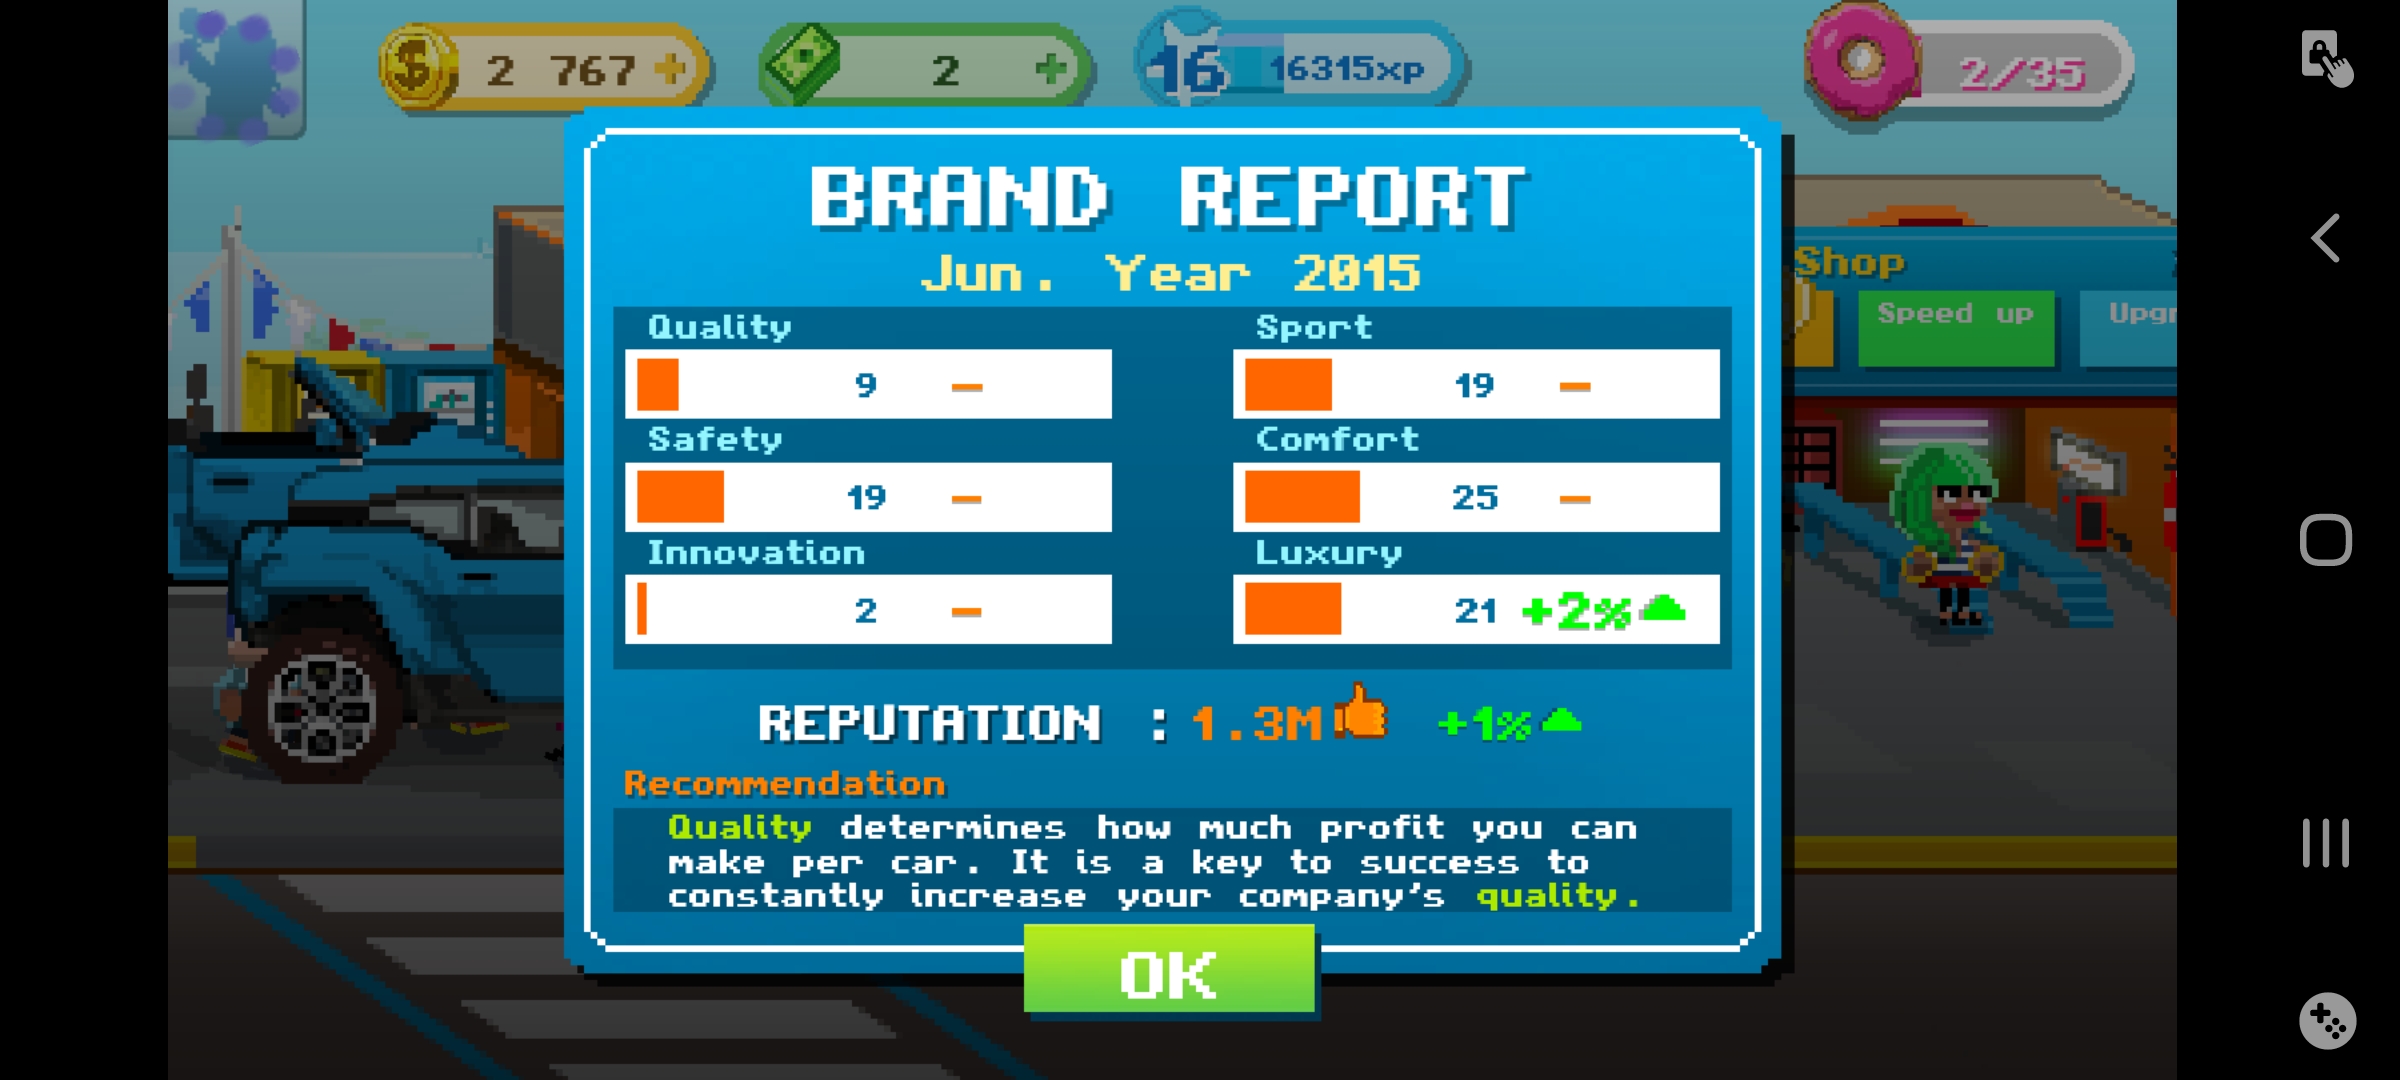 2 767 +
2 +
16 16315xp
2/35
BRAND REPORT
Jun. Year 2015
Quality
9 –
Sport
19 –
Safety
19 –
Comfort
25 –
Innovation
2 –
Luxury
21 +2%
REPUTATION : 1.3M +1%
Recommendation
Quality determines how much profit you can
make per car. It is a key to success to
constantly increase your company's quality.
OK
Shop
Speed up
Upgr